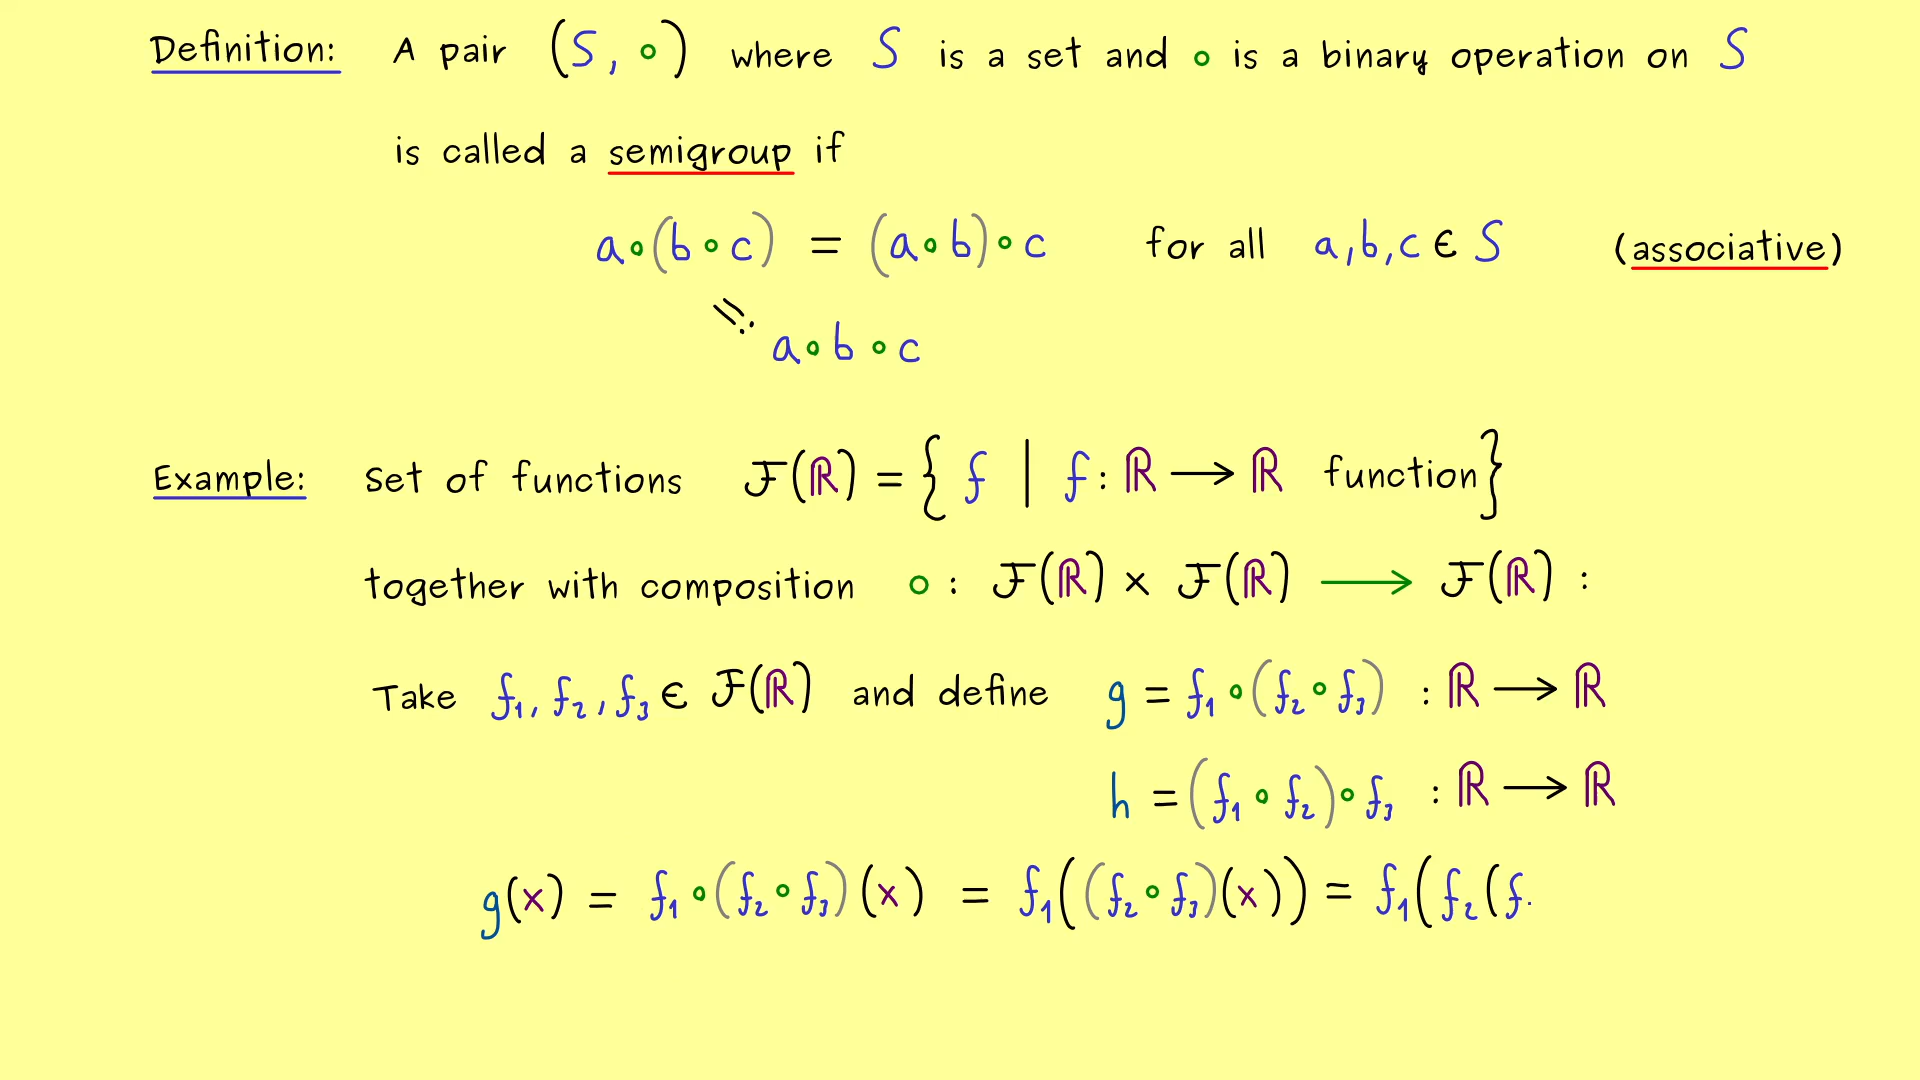 Definition: A pair (S, ∘) where S is a set and ∘ is a binary operation on S
is called a semigroup if
a∘(b∘c) = (a∘b)∘c for all a,b,c ∈ S (associative)
=:
a∘b∘c
Example: Set of functions ℱ(ℝ) = { f | f: ℝ ⟶ ℝ function}
together with composition ∘ : ℱ(ℝ) × ℱ(ℝ) ⟶ ℱ(ℝ) :
Take f₁, f₂, f₃ ∈ ℱ(ℝ) and define g = f₁∘(f₂∘f₃) : ℝ ⟶ ℝ
h = (f₁∘f₂)∘f₃ : ℝ ⟶ ℝ
g(x) = f₁∘(f₂∘f₃)(x) = f₁((f₂∘f₃)(x)) = f₁(f₂(f.